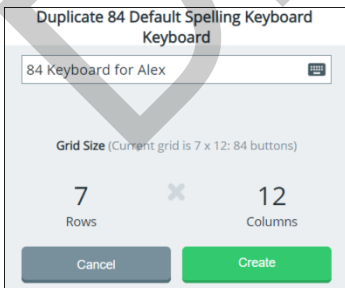 Duplicate 84 Default Spelling Keyboard
Keyboard
84 Keyboard for Alex
Grid Size (Current grid is 7 x 12: 84 buttons)
7 12
Rows Columns
Cancel Create